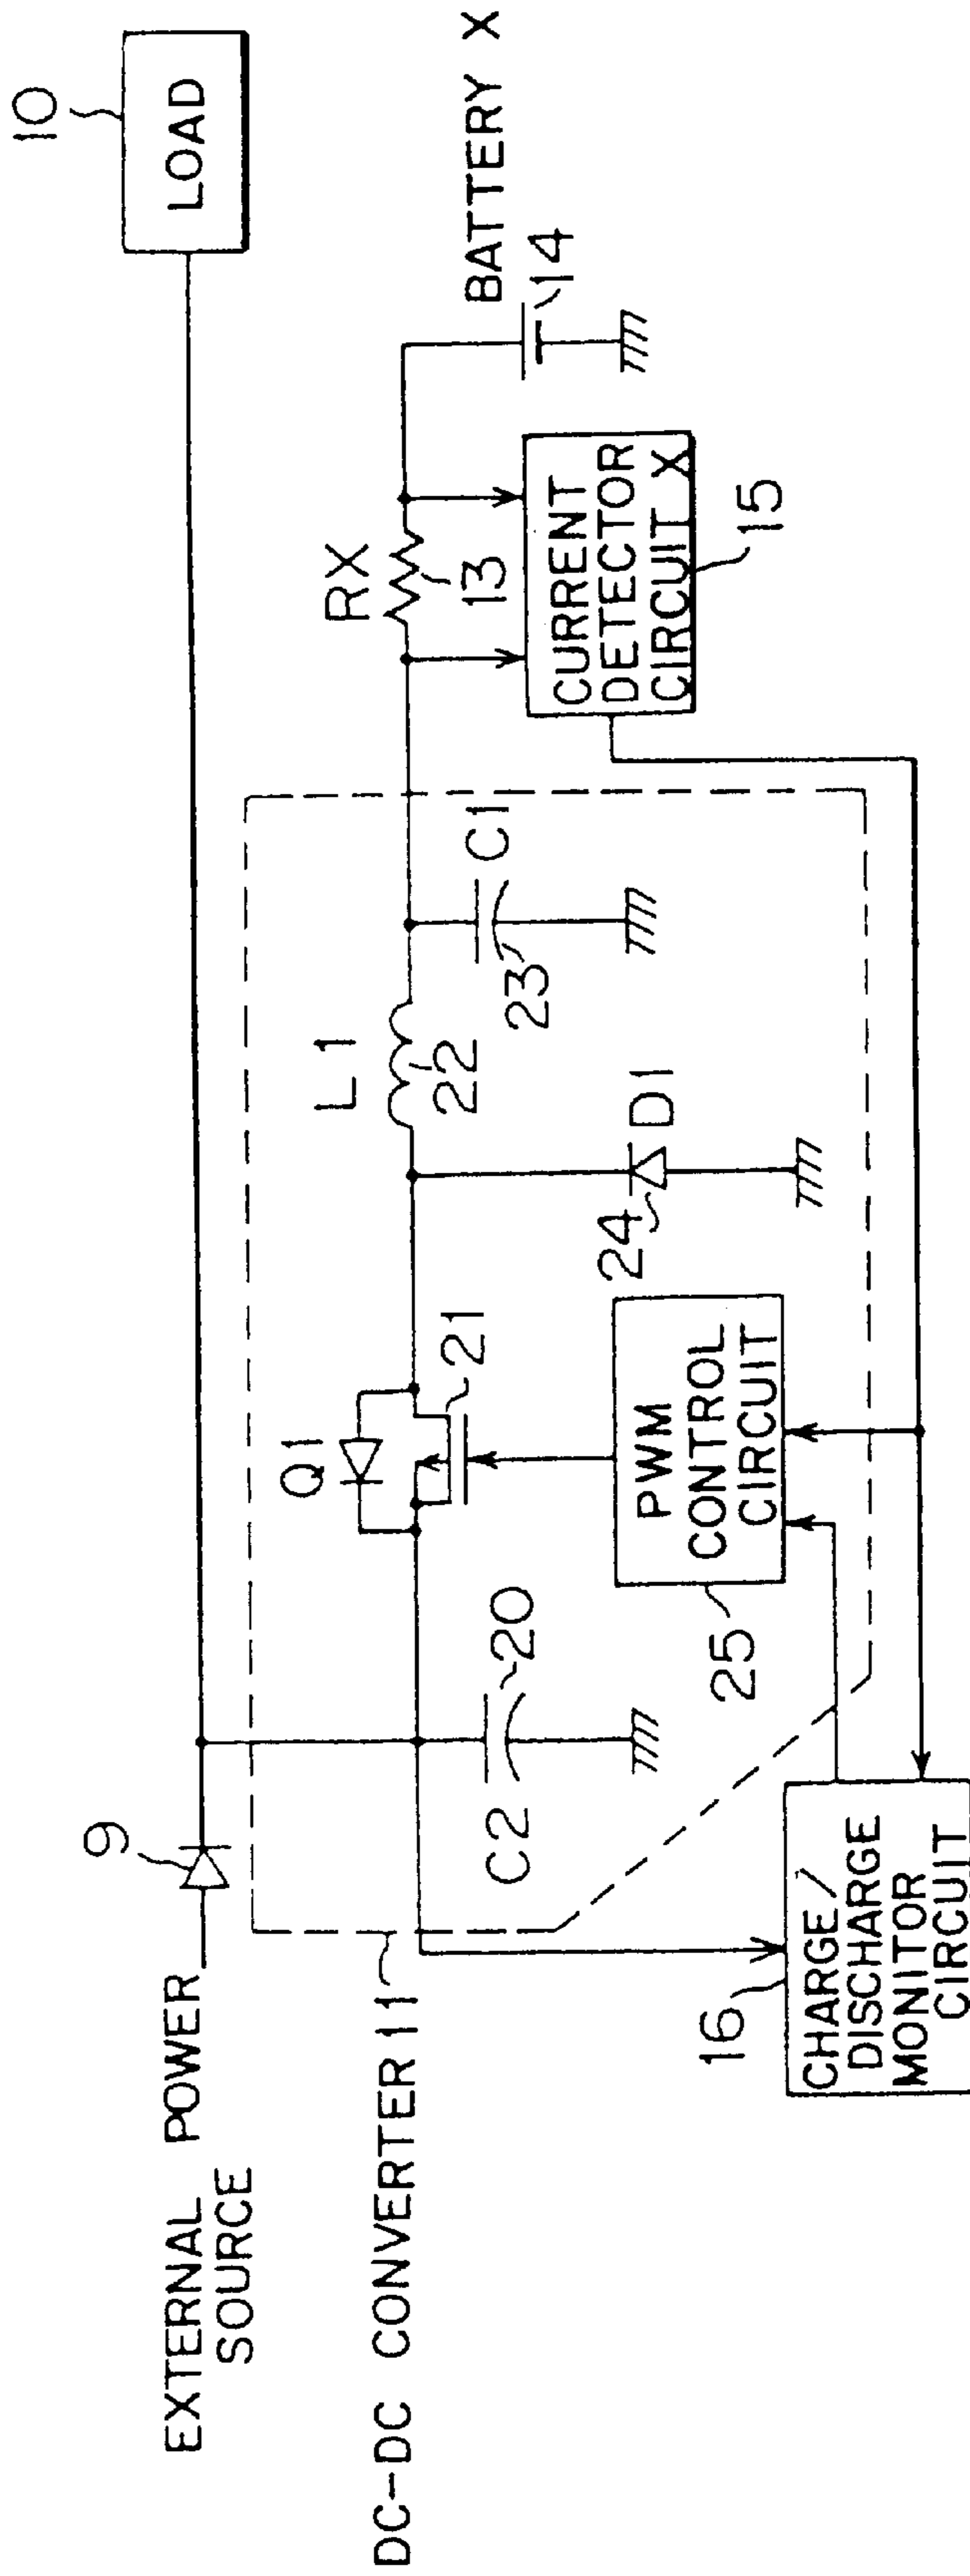 10
LOAD
9
EXTERNAL POWER
SOURCE
DC-DC CONVERTER 11
Q1
21
L1
22
RX
13
BATTERY X
14
C2
20
C1
23
24
D1
25
PWM
CONTROL
CIRCUIT
CURRENT
DETECTOR
CIRCUIT X
15
16
CHARGE/
DISCHARGE
MONITOR
CIRCUIT